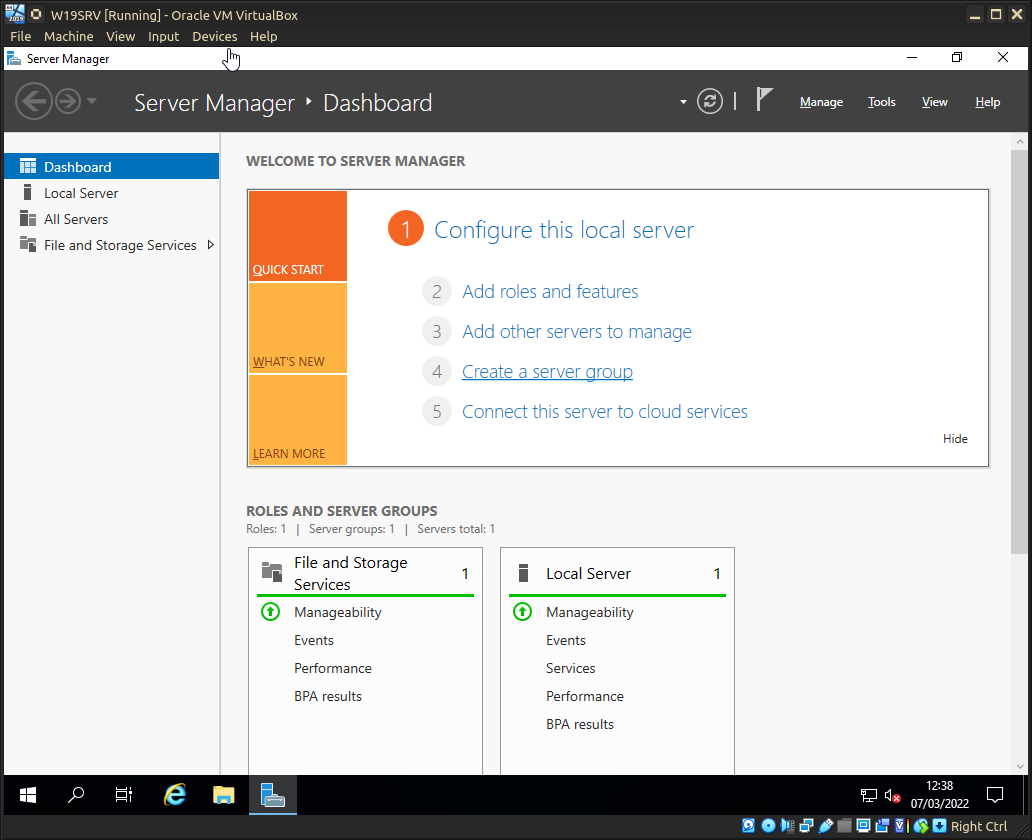 W19SRV [Running] - Oracle VM VirtualBox
File Machine View Input Devices Help
Server Manager
Server Manager Dashboard
Manage Tools View Help
Dashboard
Local Server
All Servers
File and Storage Services
WELCOME TO SERVER MANAGER
QUICK START
WHAT'S NEW
LEARN MORE
1 Configure this local server
2 Add roles and features
3 Add other servers to manage
4 Create a server group
5 Connect this server to cloud services
Hide
ROLES AND SERVER GROUPS
Roles: 1 | Server groups: 1 | Servers total: 1
File and Storage
Services
1
Manageability
Events
Performance
BPA results
Local Server 1
Manageability
Events
Services
Performance
BPA results
12:38
07/03/2022
Right Ctrl